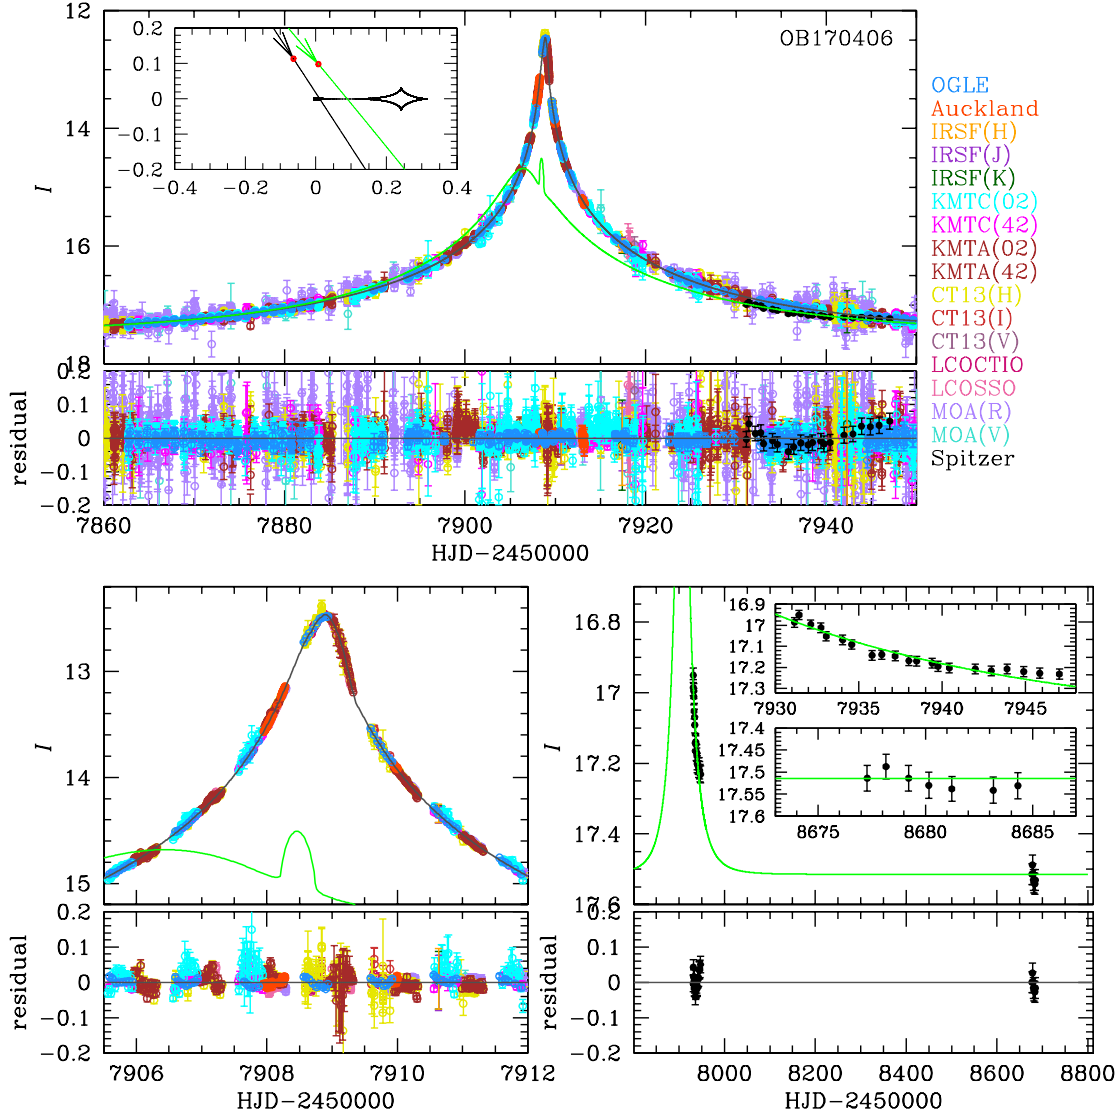 OB170406
12
14
16
18
I
0.2
0.1
0
−0.1
−0.2
−0.4 −0.2 0 0.2 0.4
OGLE
Auckland
IRSF(H)
IRSF(J)
IRSF(K)
KMTC(02)
KMTC(42)
KMTA(02)
KMTA(42)
CT13(H)
CT13(I)
CT13(V)
LCOCTIO
LCOSSO
MOA(R)
MOA(V)
Spitzer
residual
0.2
0.1
0
−0.1
−0.2
7860 7880 7900 7920 7940
HJD−2450000
I
13
14
15
residual
0.2
0.1
0
−0.1
−0.2
7906 7908 7910 7912
HJD−2450000
I
16.8
17
17.2
17.4
17.6
16.9
17
17.1
17.2
17.3
7930 7935 7940 7945
17.4
17.45
17.5
17.55
17.6
8675 8680 8685
residual
0.2
0.1
0
−0.1
−0.2
8000 8200 8400 8600 8800
HJD−2450000